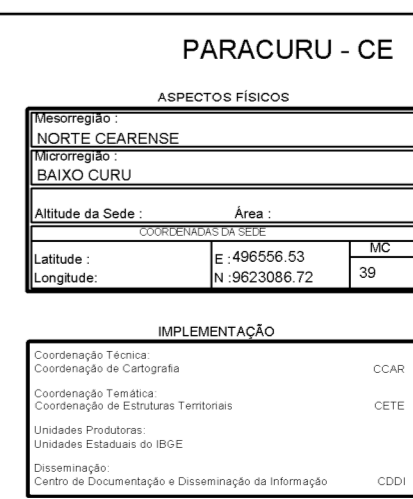 PARACURU - CE
ASPECTOS FÍSICOS
Mesorregião :
NORTE CEARENSE
Microrregião :
BAIXO CURU
Altitude da Sede : Área :
COORDENADAS DA SEDE
Latitude : E : 496556.53 MC
Longitude: N : 9623086.72 39
IMPLEMENTAÇÃO
Coordenação Técnica:
Coordenação de Cartografia CCAR
Coordenação Temática:
Coordenação de Estruturas Territoriais CETE
Unidades Produtoras:
Unidades Estaduais do IBGE
Disseminação:
Centro de Documentação e Disseminação da Informação CDDI